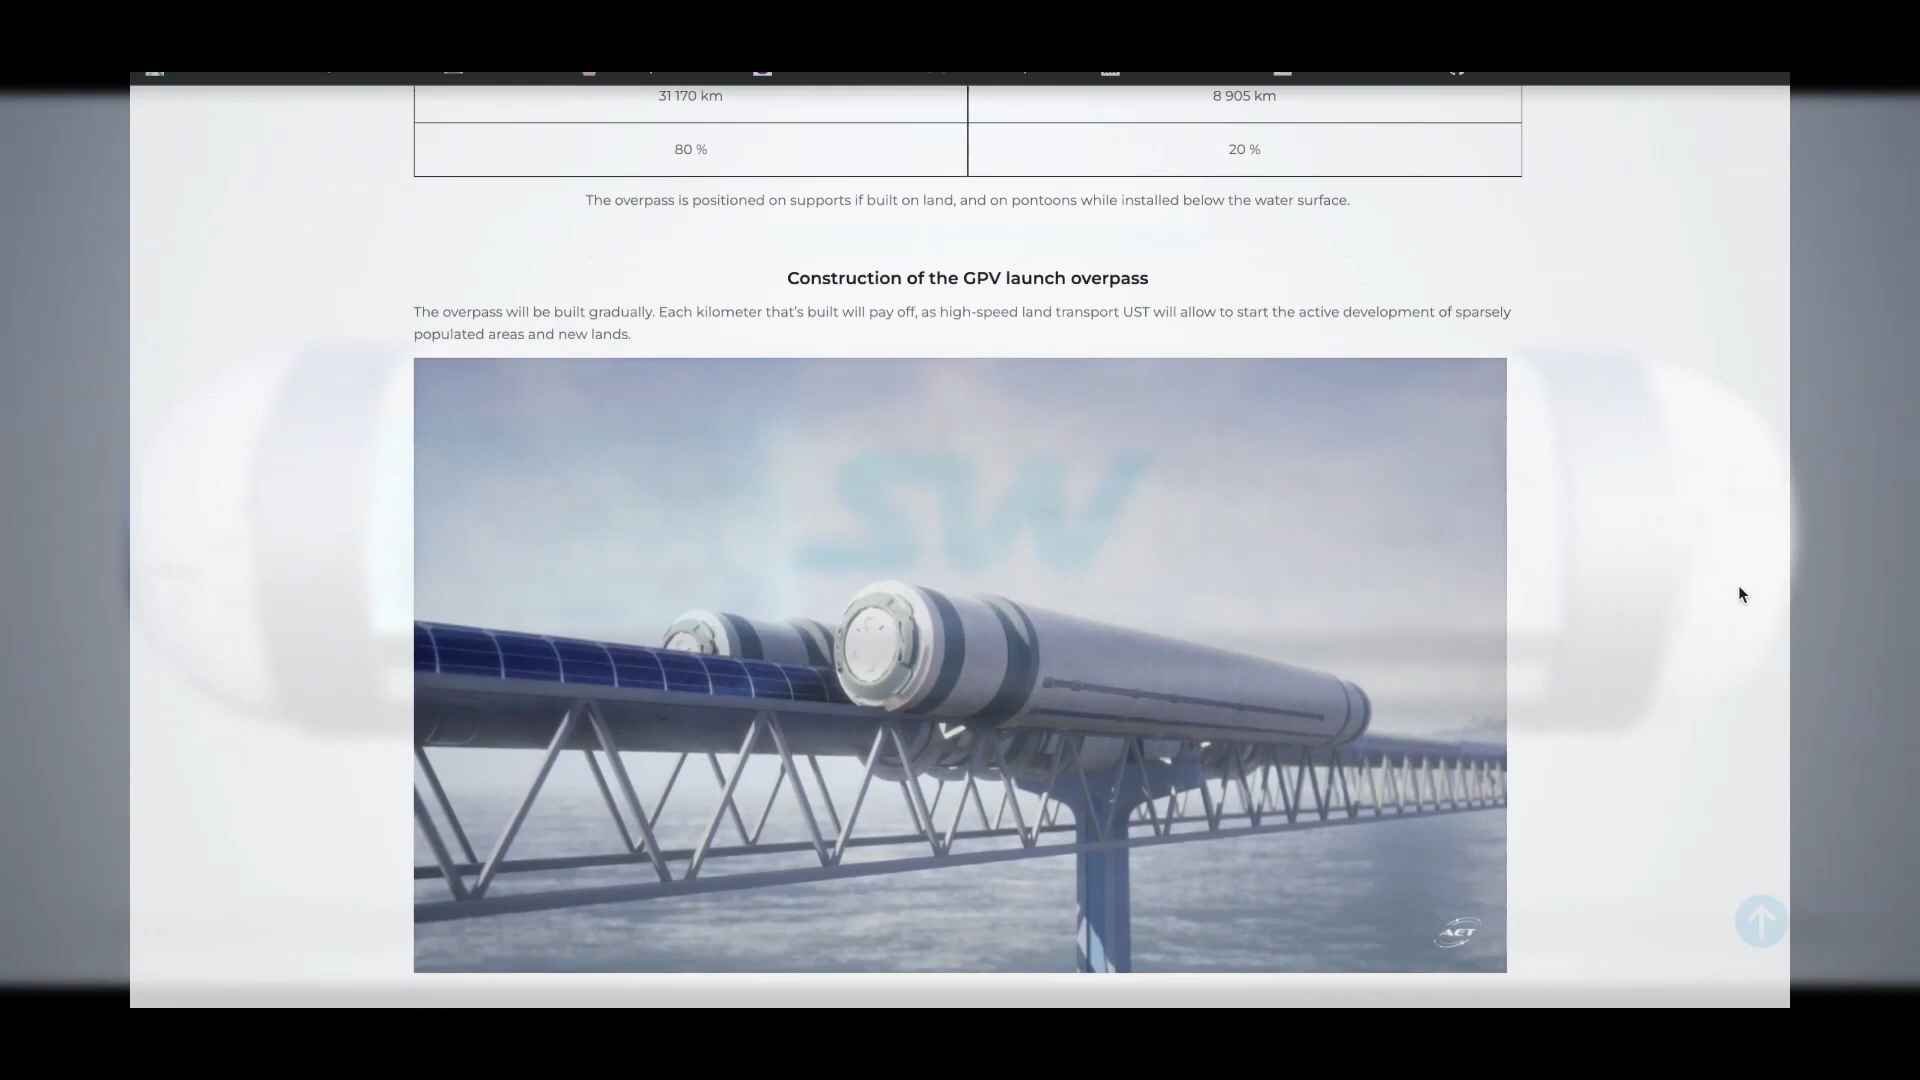 31 170 km
8 905 km
80 %
20 %
The overpass is positioned on supports if built on land, and on pontoons while installed below the water surface.
Construction of the GPV launch overpass
The overpass will be built gradually. Each kilometer that's built will pay off, as high-speed land transport UST will allow to start the active development of sparsely
populated areas and new lands.
SW
AET